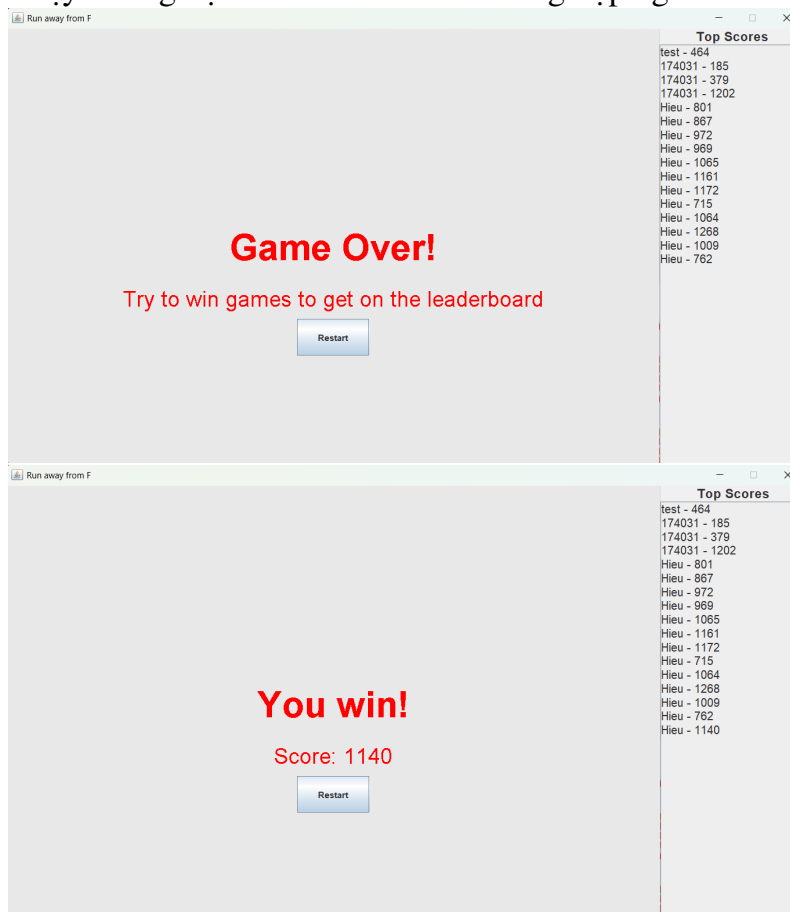 Run away from F
Top Scores
test - 464
174031 - 185
174031 - 379
174031 - 1202
Hieu - 801
Hieu - 867
Hieu - 972
Hieu - 969
Hieu - 1065
Hieu - 1161
Hieu - 1172
Hieu - 715
Hieu - 1064
Hieu - 1268
Hieu - 1009
Hieu - 762
Game Over!
Try to win games to get on the leaderboard
Restart
Run away from F
Top Scores
test - 464
174031 - 185
174031 - 379
174031 - 1202
Hieu - 801
Hieu - 867
Hieu - 972
Hieu - 969
Hieu - 1065
Hieu - 1161
Hieu - 1172
Hieu - 715
Hieu - 1064
Hieu - 1268
Hieu - 1009
Hieu - 762
Hieu - 1140
You win!
Score: 1140
Restart